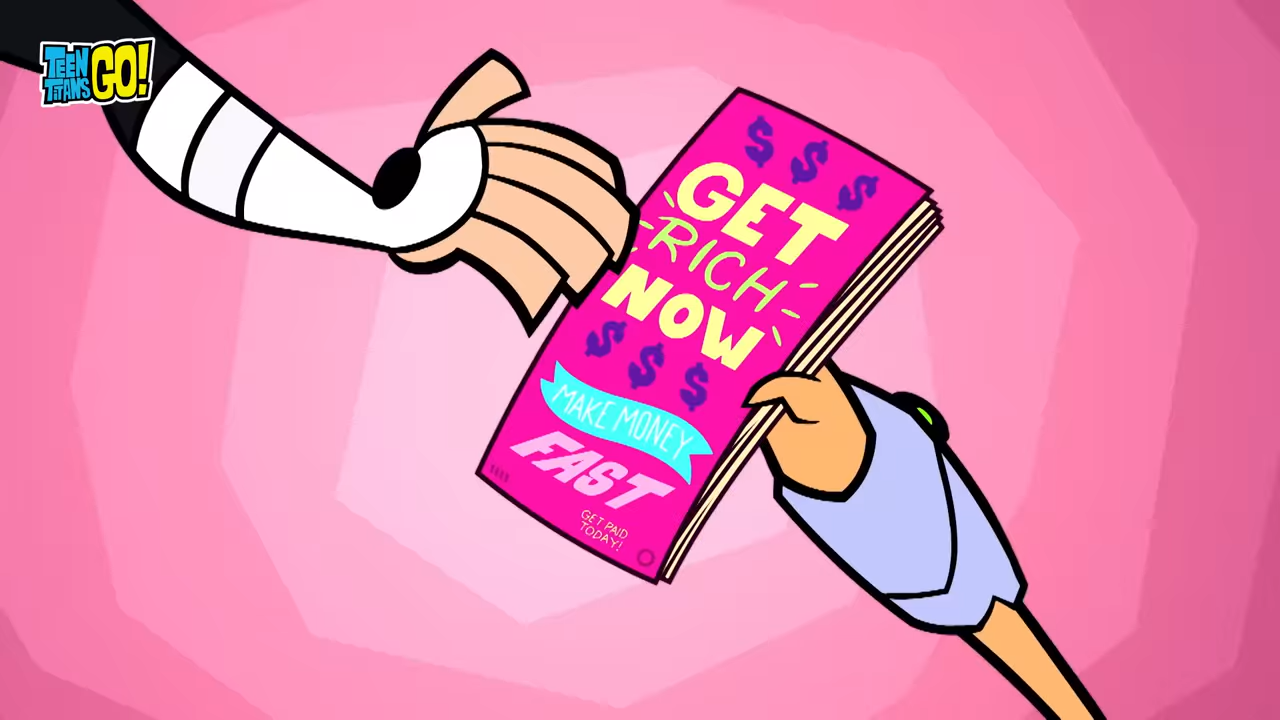 TEEN
TITANS
GO!
$ $ $
GET
RICH
NOW
$ $ $
MAKE MONEY
FAST
GET PAID
TODAY!